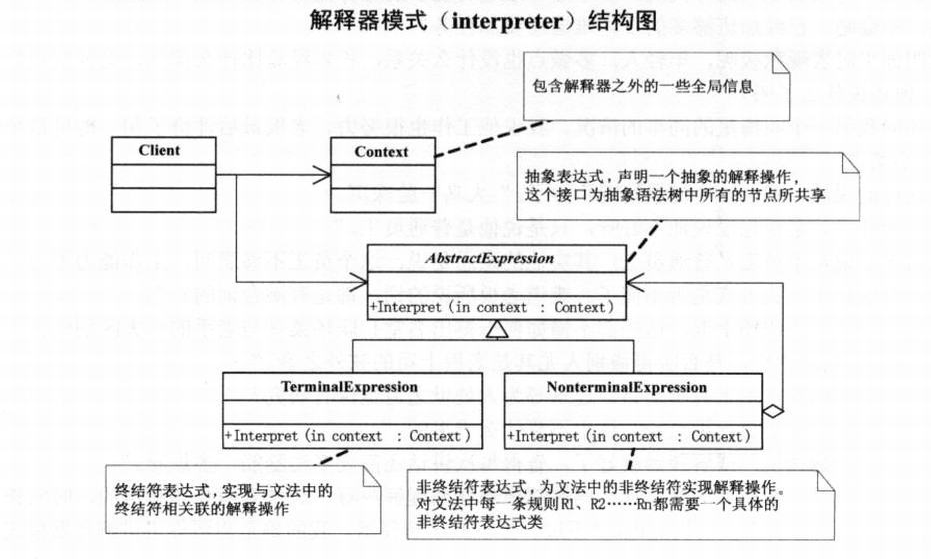 解释器模式（interpreter）结构图
包含解释器之外的一些全局信息
Client
Context
抽象表达式，声明一个抽象的解释操作，
这个接口为抽象语法树中所有的节点所共享
AbstractExpression
+Interpret(in context : Context)
TerminalExpression
NonterminalExpression
+Interpret(in context : Context)
+Interpret(in context : Context)
终结符表达式，实现与文法中的
终结符相关联的解释操作
非终结符表达式，为文法中的非终结符实现解释操作。
对文法中每一条规则R1、R2……Rn都需要一个具体的
非终结符表达式类